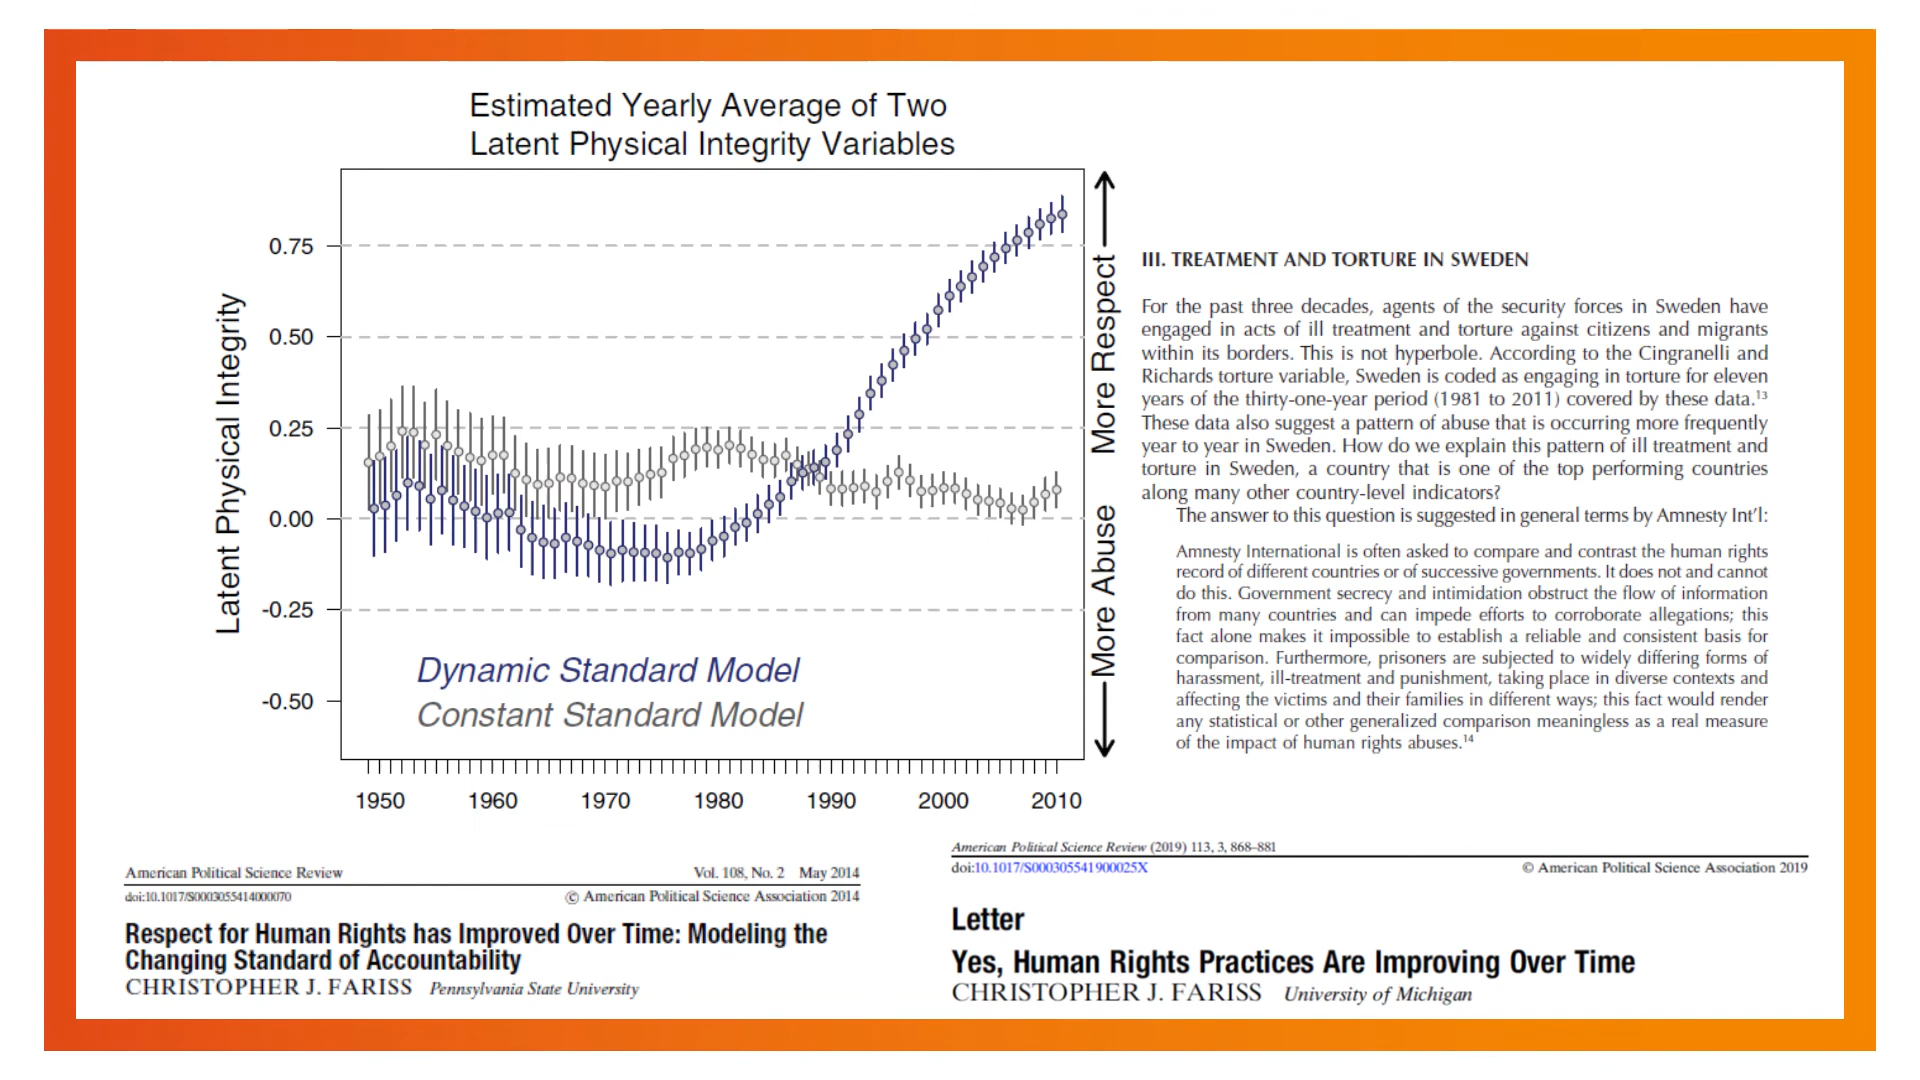 Estimated Yearly Average of Two
Latent Physical Integrity Variables
Latent Physical Integrity
0.75
0.50
0.25
0.00
-0.25
-0.50
Dynamic Standard Model
Constant Standard Model
1950 1960 1970 1980 1990 2000 2010
More Respect
More Abuse
III. TREATMENT AND TORTURE IN SWEDEN
For the past three decades, agents of the security forces in Sweden have
engaged in acts of ill treatment and torture against citizens and migrants
within its borders. This is not hyperbole. According to the Cingranelli and
Richards torture variable, Sweden is coded as engaging in torture for eleven
years of the thirty-one-year period (1981 to 2011) covered by these data.¹³
These data also suggest a pattern of abuse that is occurring more frequently
year to year in Sweden. How do we explain this pattern of ill treatment and
torture in Sweden, a country that is one of the top performing countries
along many other country-level indicators?
The answer to this question is suggested in general terms by Amnesty Int'l:
Amnesty International is often asked to compare and contrast the human rights
record of different countries or of successive governments. It does not and cannot
do this. Government secrecy and intimidation obstruct the flow of information
from many countries and can impede efforts to corroborate allegations; this
fact alone makes it impossible to establish a reliable and consistent basis for
comparison. Furthermore, prisoners are subjected to widely differing forms of
harassment, ill-treatment and punishment, taking place in diverse contexts and
affecting the victims and their families in different ways; this fact would render
any statistical or other generalized comparison meaningless as a real measure
of the impact of human rights abuses.¹⁴
American Political Science Review Vol. 108, No. 2 May 2014
doi:10.1017/S0003055414000070 © American Political Science Association 2014
Respect for Human Rights has Improved Over Time: Modeling the
Changing Standard of Accountability
CHRISTOPHER J. FARISS Pennsylvania State University
American Political Science Review (2019) 113, 3, 868–881
doi:10.1017/S000305541900025X © American Political Science Association 2019
Letter
Yes, Human Rights Practices Are Improving Over Time
CHRISTOPHER J. FARISS University of Michigan